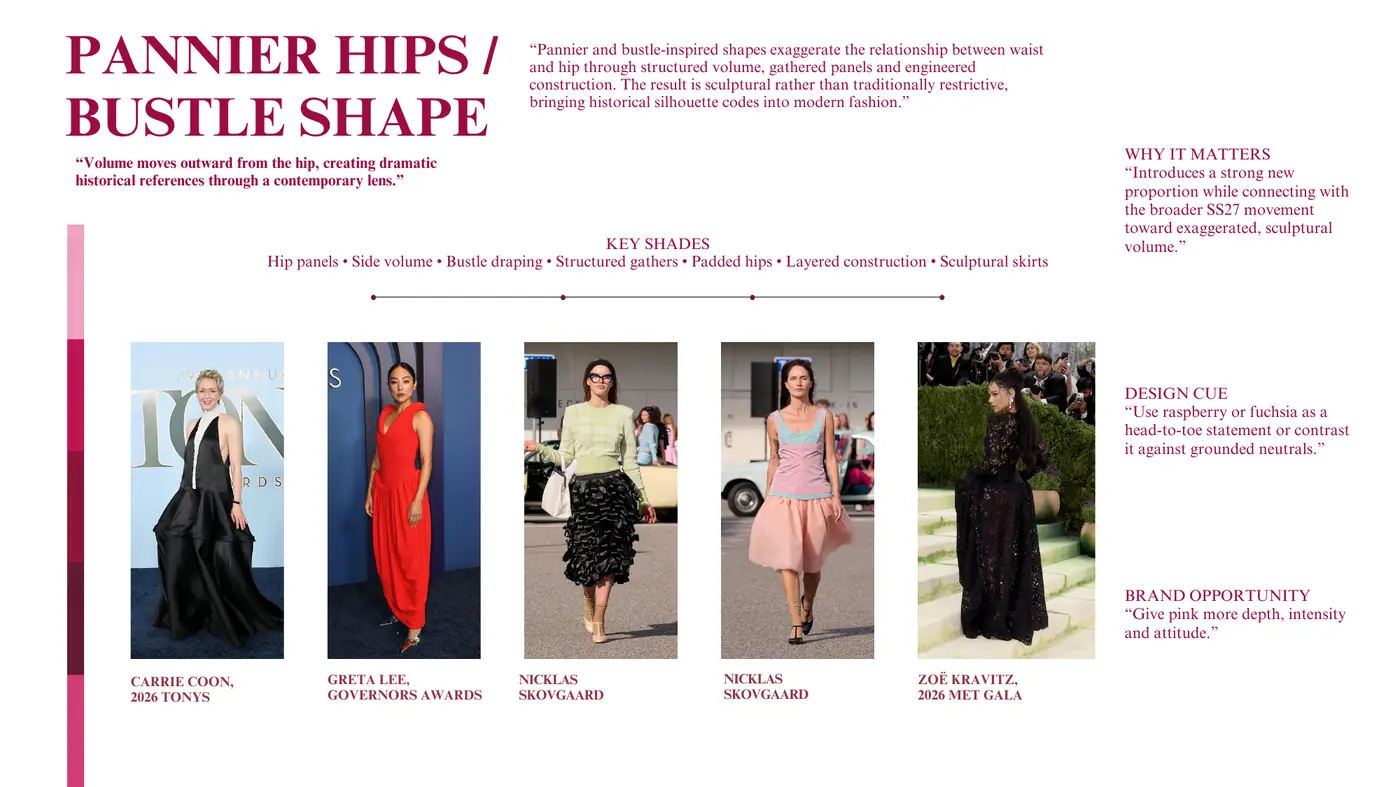 PANNIER HIPS /
BUSTLE SHAPE
“Volume moves outward from the hip, creating dramatic
historical references through a contemporary lens.”
“Pannier and bustle-inspired shapes exaggerate the relationship between waist
and hip through structured volume, gathered panels and engineered
construction. The result is sculptural rather than traditionally restrictive,
bringing historical silhouette codes into modern fashion.”
WHY IT MATTERS
“Introduces a strong new
proportion while connecting with
the broader SS27 movement
toward exaggerated, sculptural
volume.”
KEY SHADES
Hip panels • Side volume • Bustle draping • Structured gathers • Padded hips • Layered construction • Sculptural skirts
S
DESIGN CUE
“Use raspberry or fuchsia as a
head-to-toe statement or contrast
it against grounded neutrals.”
BRAND OPPORTUNITY
“Give pink more depth, intensity
and attitude.”
CARRIE COON,
2026 TONYS
GRETA LEE,
GOVERNORS AWARDS
NICKLAS
SKOVGAARD
NICKLAS
SKOVGAARD
ZOË KRAVITZ,
2026 MET GALA